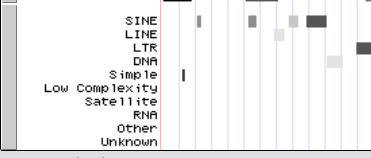 SINE
LINE
LTR
DNA
Simple
Low Complexity
Satellite
RNA
Other
Unknown